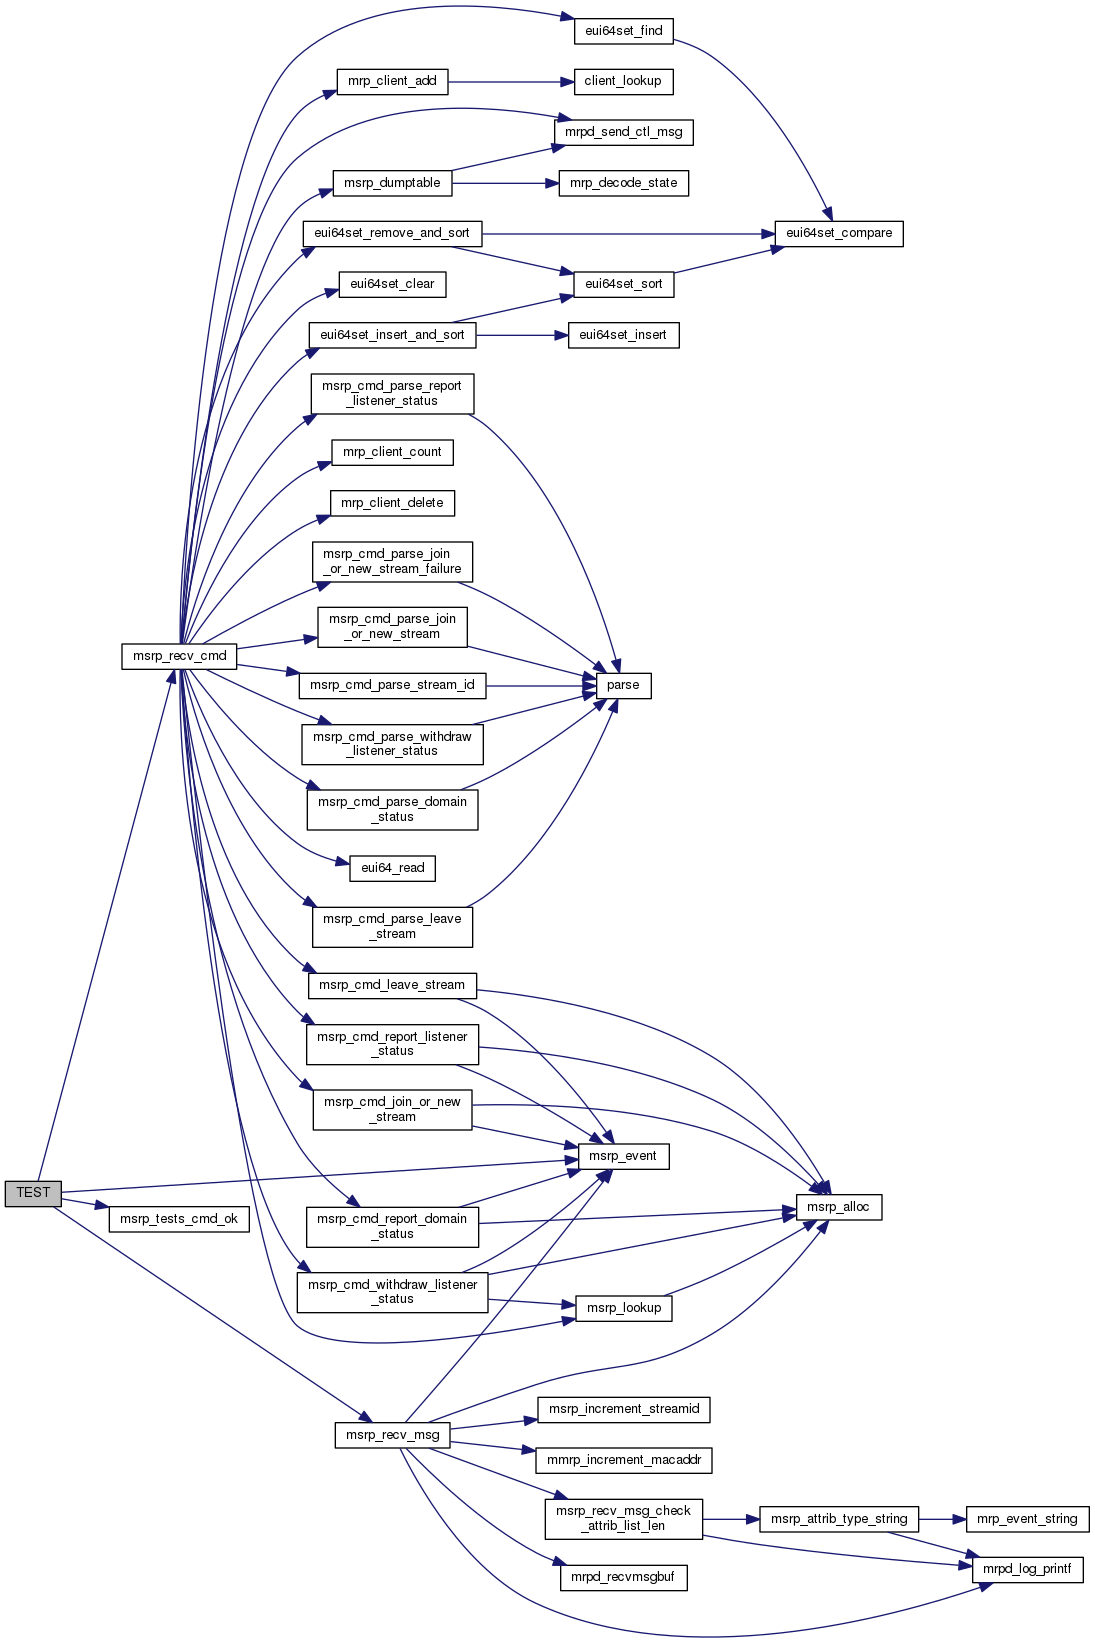 eui64set_find
mrp_client_add
client_lookup
mrpd_send_ctl_msg
msrp_dumptable
mrp_decode_state
eui64set_remove_and_sort
eui64set_compare
eui64set_clear
eui64set_sort
eui64set_insert_and_sort
eui64set_insert
msrp_cmd_parse_report
_listener_status
mrp_client_count
mrp_client_delete
msrp_cmd_parse_join
_or_new_stream_failure
msrp_cmd_parse_join
_or_new_stream
msrp_recv_cmd
msrp_cmd_parse_stream_id
parse
msrp_cmd_parse_withdraw
_listener_status
msrp_cmd_parse_domain
_status
eui64_read
msrp_cmd_parse_leave
_stream
msrp_cmd_leave_stream
msrp_cmd_report_listener
_status
msrp_cmd_join_or_new
_stream
msrp_event
TEST
msrp_tests_cmd_ok
msrp_cmd_report_domain
_status
msrp_alloc
msrp_cmd_withdraw_listener
_status
msrp_lookup
msrp_recv_msg
msrp_increment_streamid
mmrp_increment_macaddr
msrp_recv_msg_check
_attrib_list_len
msrp_attrib_type_string
mrp_event_string
mrpd_recvmsgbuf
mrpd_log_printf